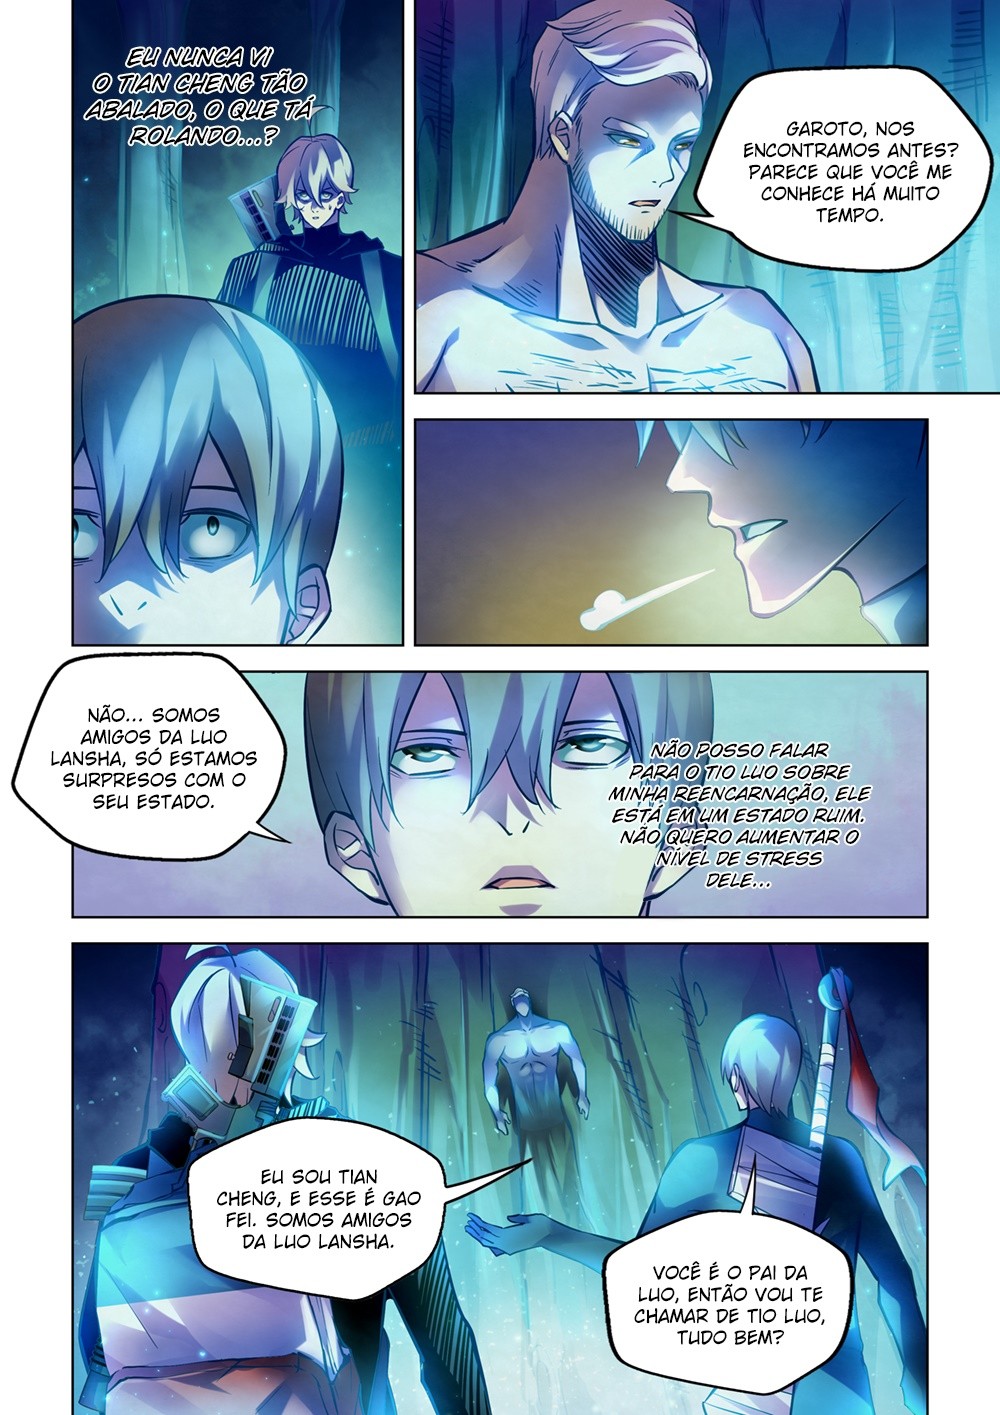 EU NUNCA VI
O TIAN CHENG TÃO
ABALADO, O QUE TÁ
ROLANDO...?
GAROTO, NOS
ENCONTRAMOS ANTES?
PARECE QUE VOCÊ ME
CONHECE HÁ MUITO
TEMPO.
NÃO... SOMOS
AMIGOS DA LUO
LANSHA, SÓ ESTAMOS
SURPRESOS COM O
SEU ESTADO.
NÃO POSSO FALAR
PARA O TIO LUO SOBRE
MINHA REENCARNAÇÃO, ELE
ESTÁ EM UM ESTADO RUIM.
NÃO QUERO AUMENTAR O
NÍVEL DE STRESS
DELE...
EU SOU TIAN
CHENG, E ESSE É GAO
FEI. SOMOS AMIGOS
DA LUO LANSHA.
VOCÊ É O PAI DA
LUO, ENTÃO VOU TE
CHAMAR DE TIO LUO,
TUDO BEM?